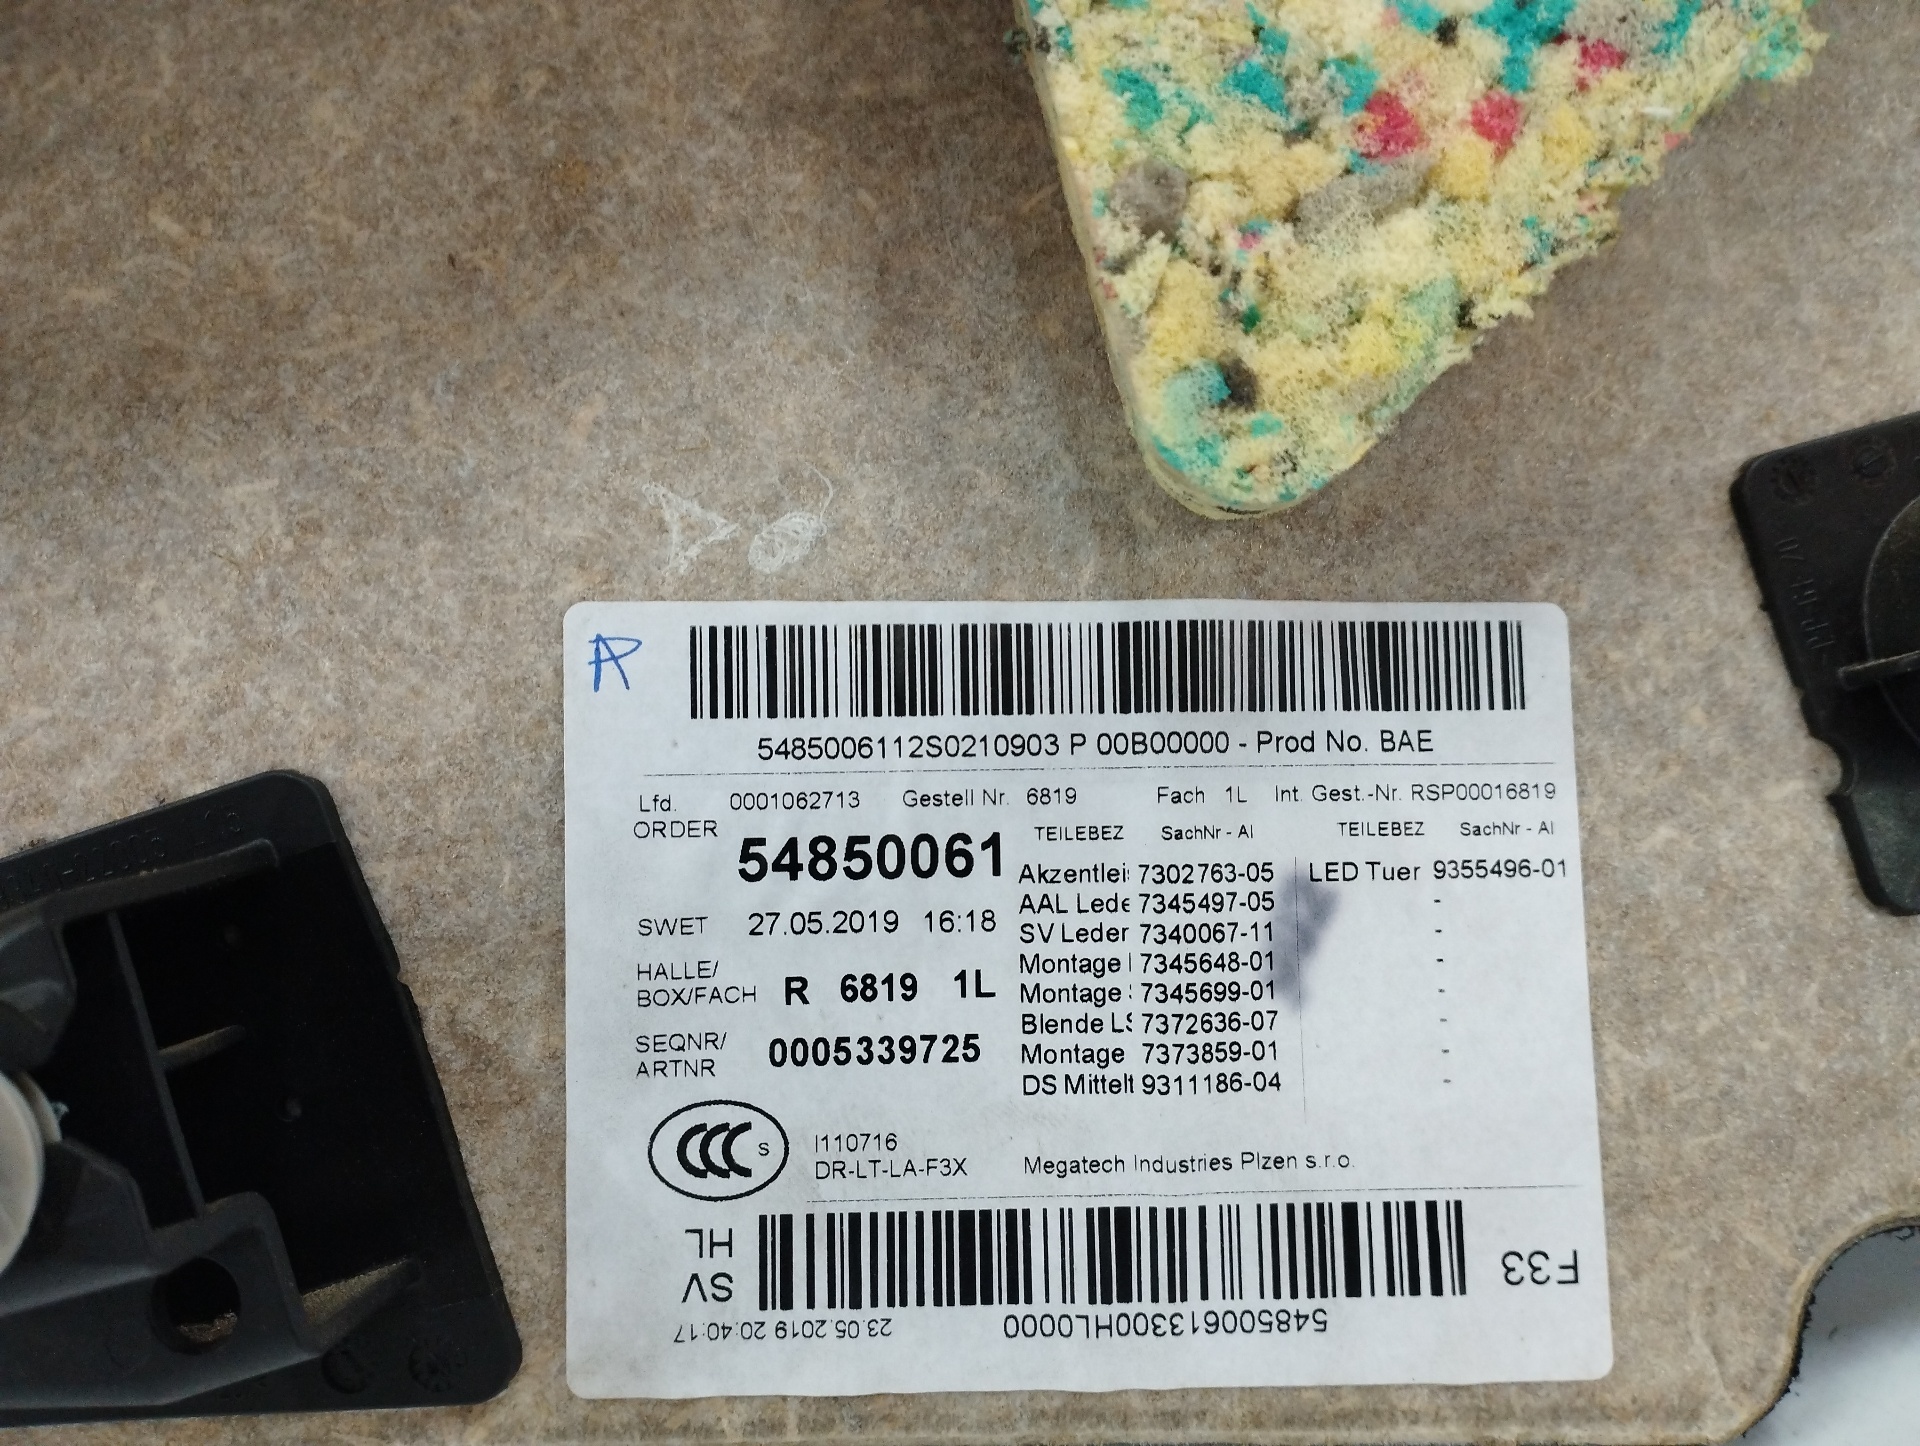 AP
5485006112S0210903 P 00B00000 - Prod No. BAE
Lfd. 0001062713 Gestell Nr. 6819 Fach 1L Int. Gest.-Nr. RSP00016819
ORDER 54850061
TEILEBEZ SachNr - AI TEILEBEZ SachNr - AI
Akzentlei 7302763-05 LED Tuer 9355496-01
AAL Lede 7345497-05 -
SWET 27.05.2019 16:18
SV Leder 7340067-11 -
Montage 7345648-01 -
HALLE/
BOX/FACH R 6819 1L
Montage 7345699-01 -
Blende LS 7372636-07 -
SEQNR/
ARTNR 0005339725
Montage 7373859-01 -
DS Mittelt 9311186-04 -
CCC S
I110716
DR-LT-LA-F3X
Megatech Industries Plzen s.r.o.
HL
SV
F33
548500613300HL0000
23.05.2019 20:40:17